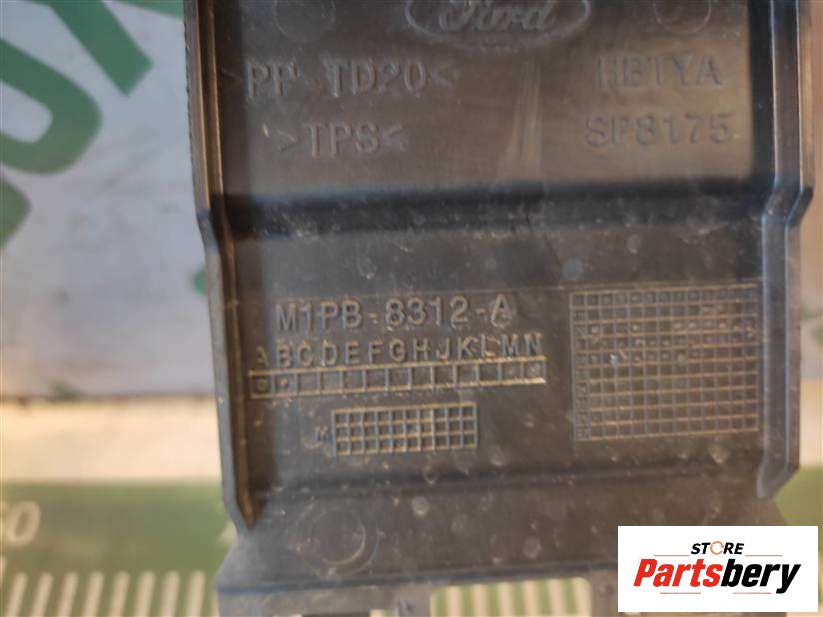 Ford
>PP-TD20< HBTYA
>TPS< SP8175
M1PB-8312-A
ABCDEFGHJKLMN
STORE
Partsbery